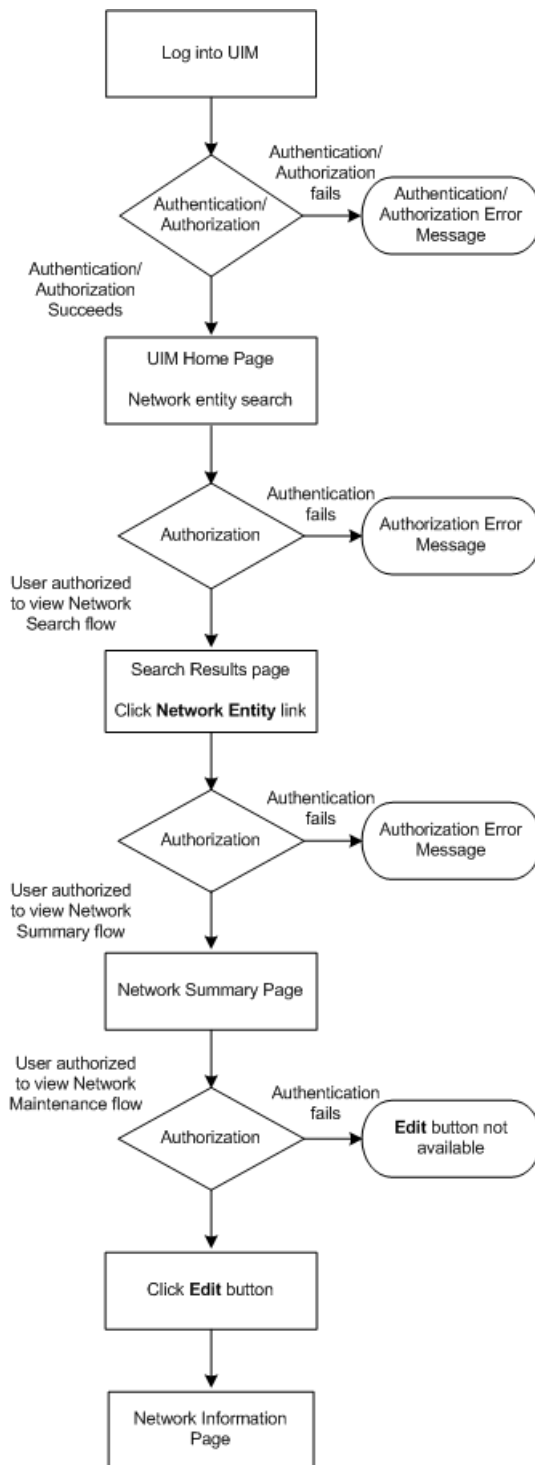 Log into UIM
Authentication/
Authorization
fails
Authentication/
Authorization
Authentication/
Authorization Error
Message
Authentication/
Authorization
Succeeds
UIM Home Page
Network entity search
Authentication
fails
Authorization
Authorization Error
Message
User authorized
to view Network
Search flow
Search Results page
Click Network Entity link
Authentication
fails
Authorization
Authorization Error
Message
User authorized
to view Network
Summary flow
Network Summary Page
User authorized
to view Network
Maintenance flow
Authentication
fails
Authorization
Edit button not
available
Click Edit button
Network Information
Page